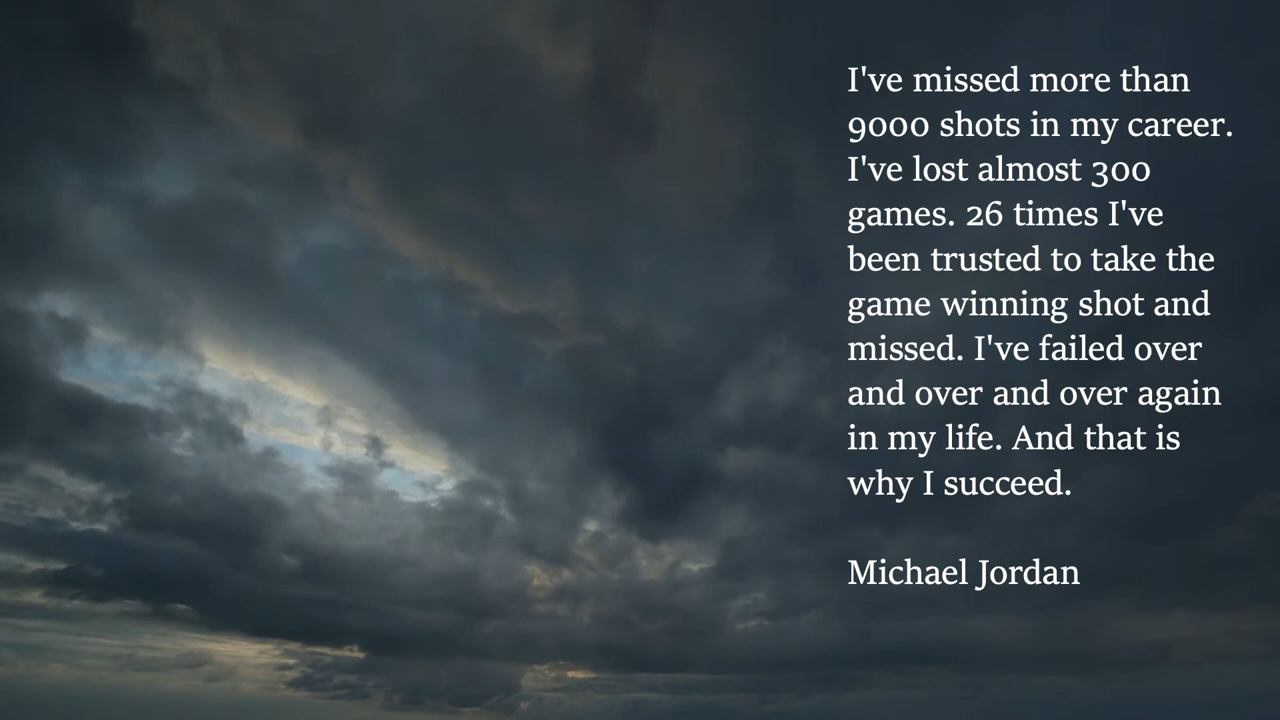 I've missed more than
9000 shots in my career.
I've lost almost 300
games. 26 times I've
been trusted to take the
game winning shot and
missed. I've failed over
and over and over again
in my life. And that is
why I succeed.
Michael Jordan